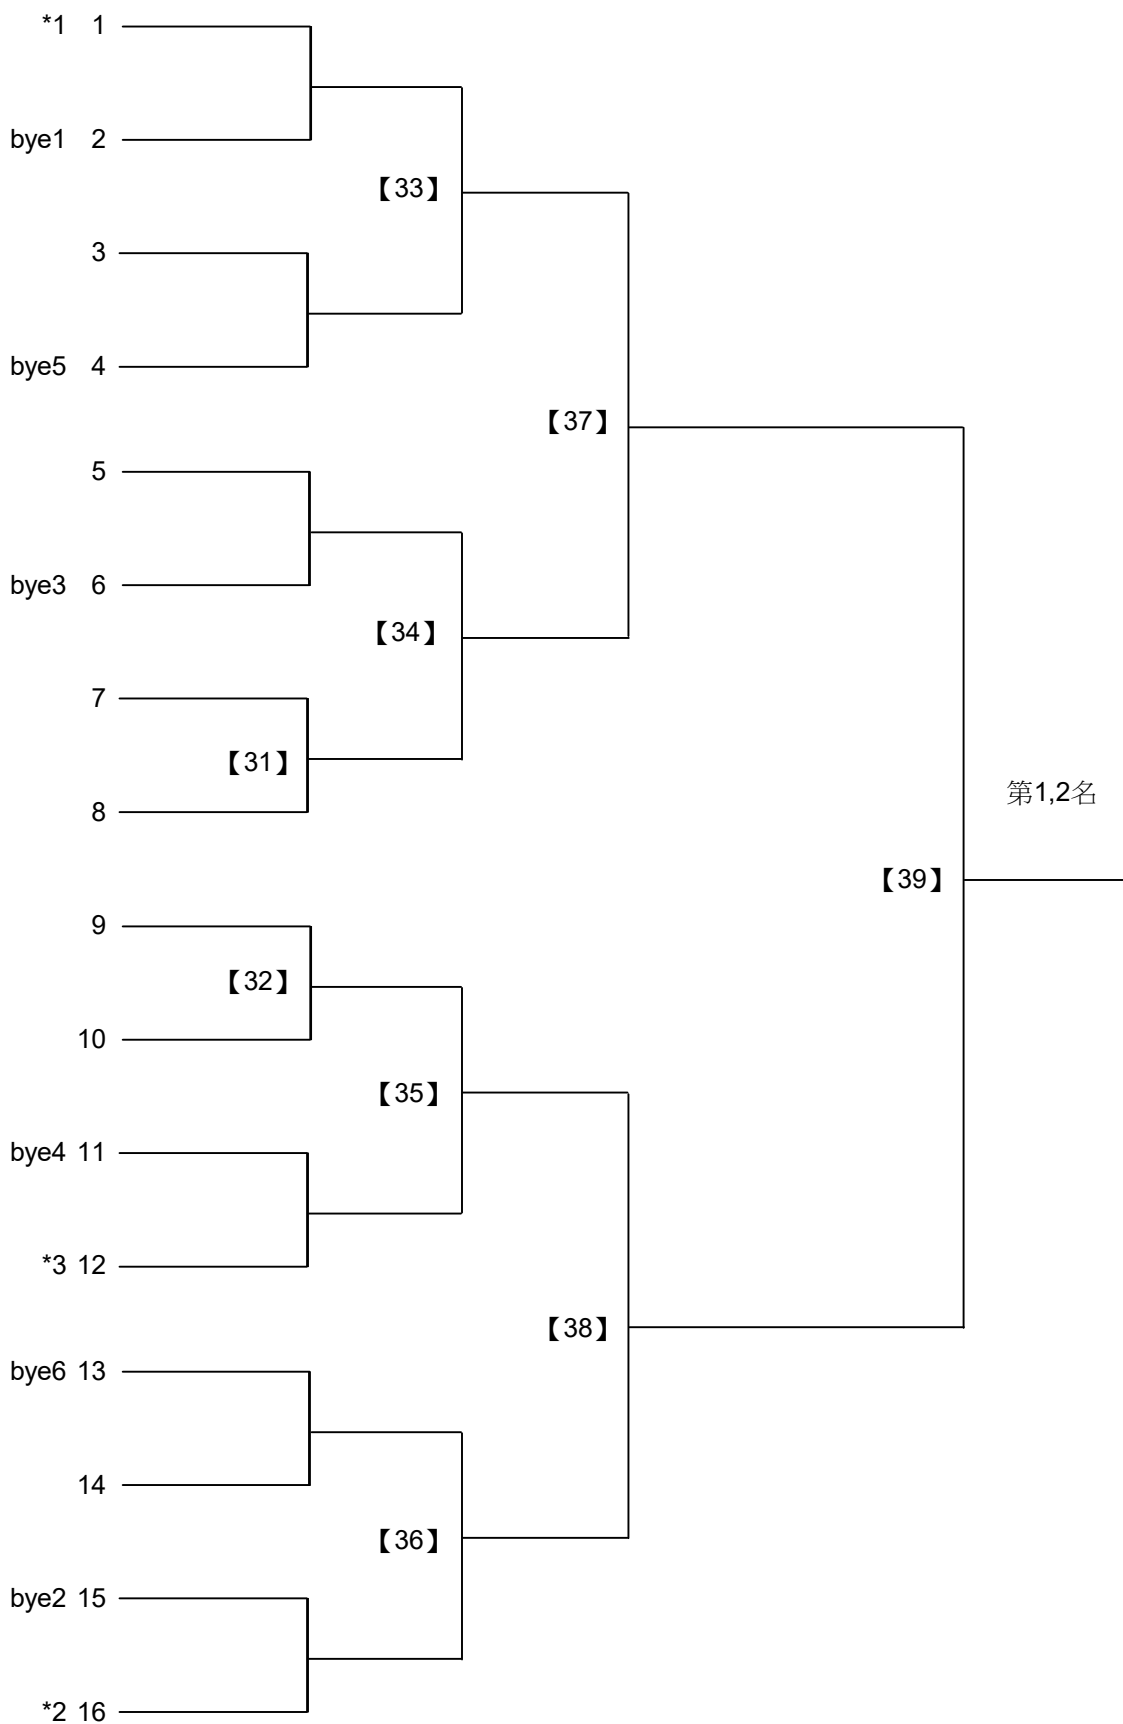 *1 1
bye1 2
【33】
3
bye5 4
【37】
5
bye3 6
【34】
7
【31】
第1,2名
8
【39】
9
【32】
10
【35】
bye4 11
*3 12
【38】
bye6 13
14
【36】
bye2 15
*2 16